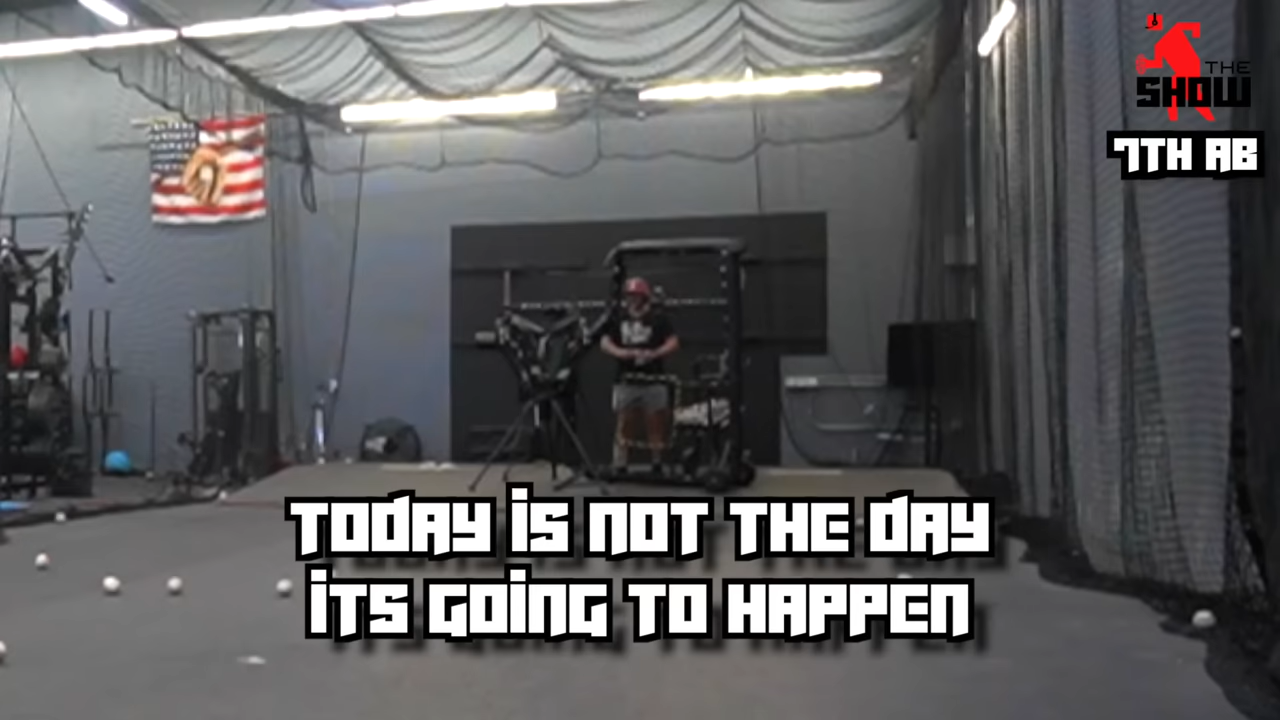 THE
SHOW
7TH AB
TODAY IS NOT THE DAY
ITS GOING TO HAPPEN